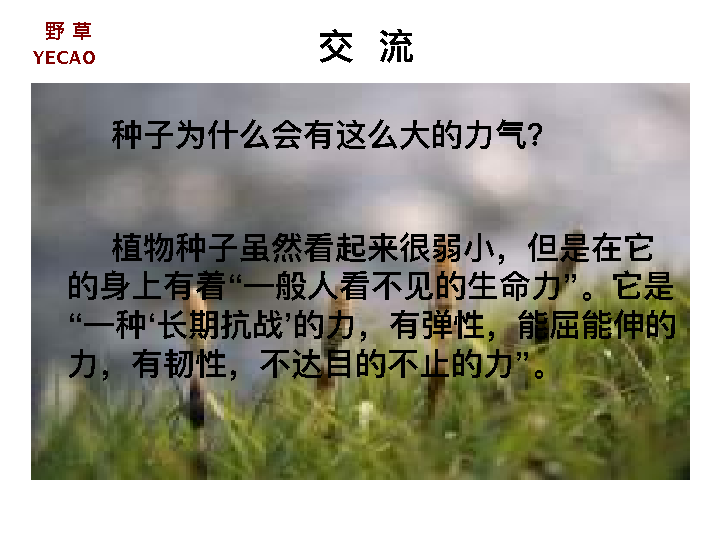 野 草
YECAO
交 流
种子为什么会有这么大的力气？
植物种子虽然看起来很弱小，但是在它
的身上有着“一般人看不见的生命力”。它是
“一种‘长期抗战’的力，有弹性，能屈能伸的
力，有韧性，不达目的不止的力”。